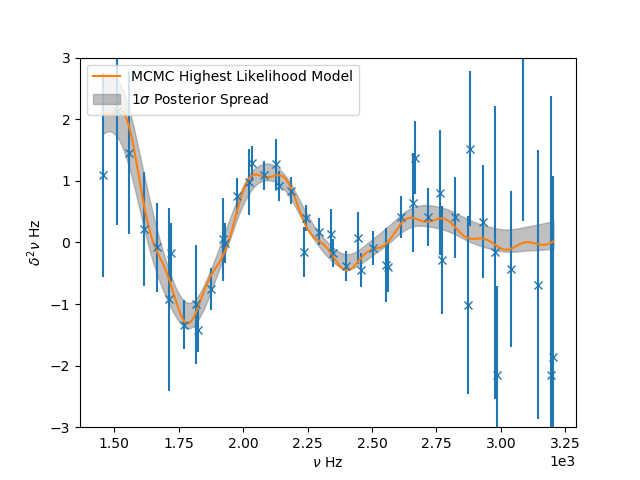 MCMC Highest Likelihood Model
1σ Posterior Spread
δ²ν Hz
3
2
1
0
−1
−2
−3
1.50 1.75 2.00 2.25 2.50 2.75 3.00 3.25
ν Hz
1e3